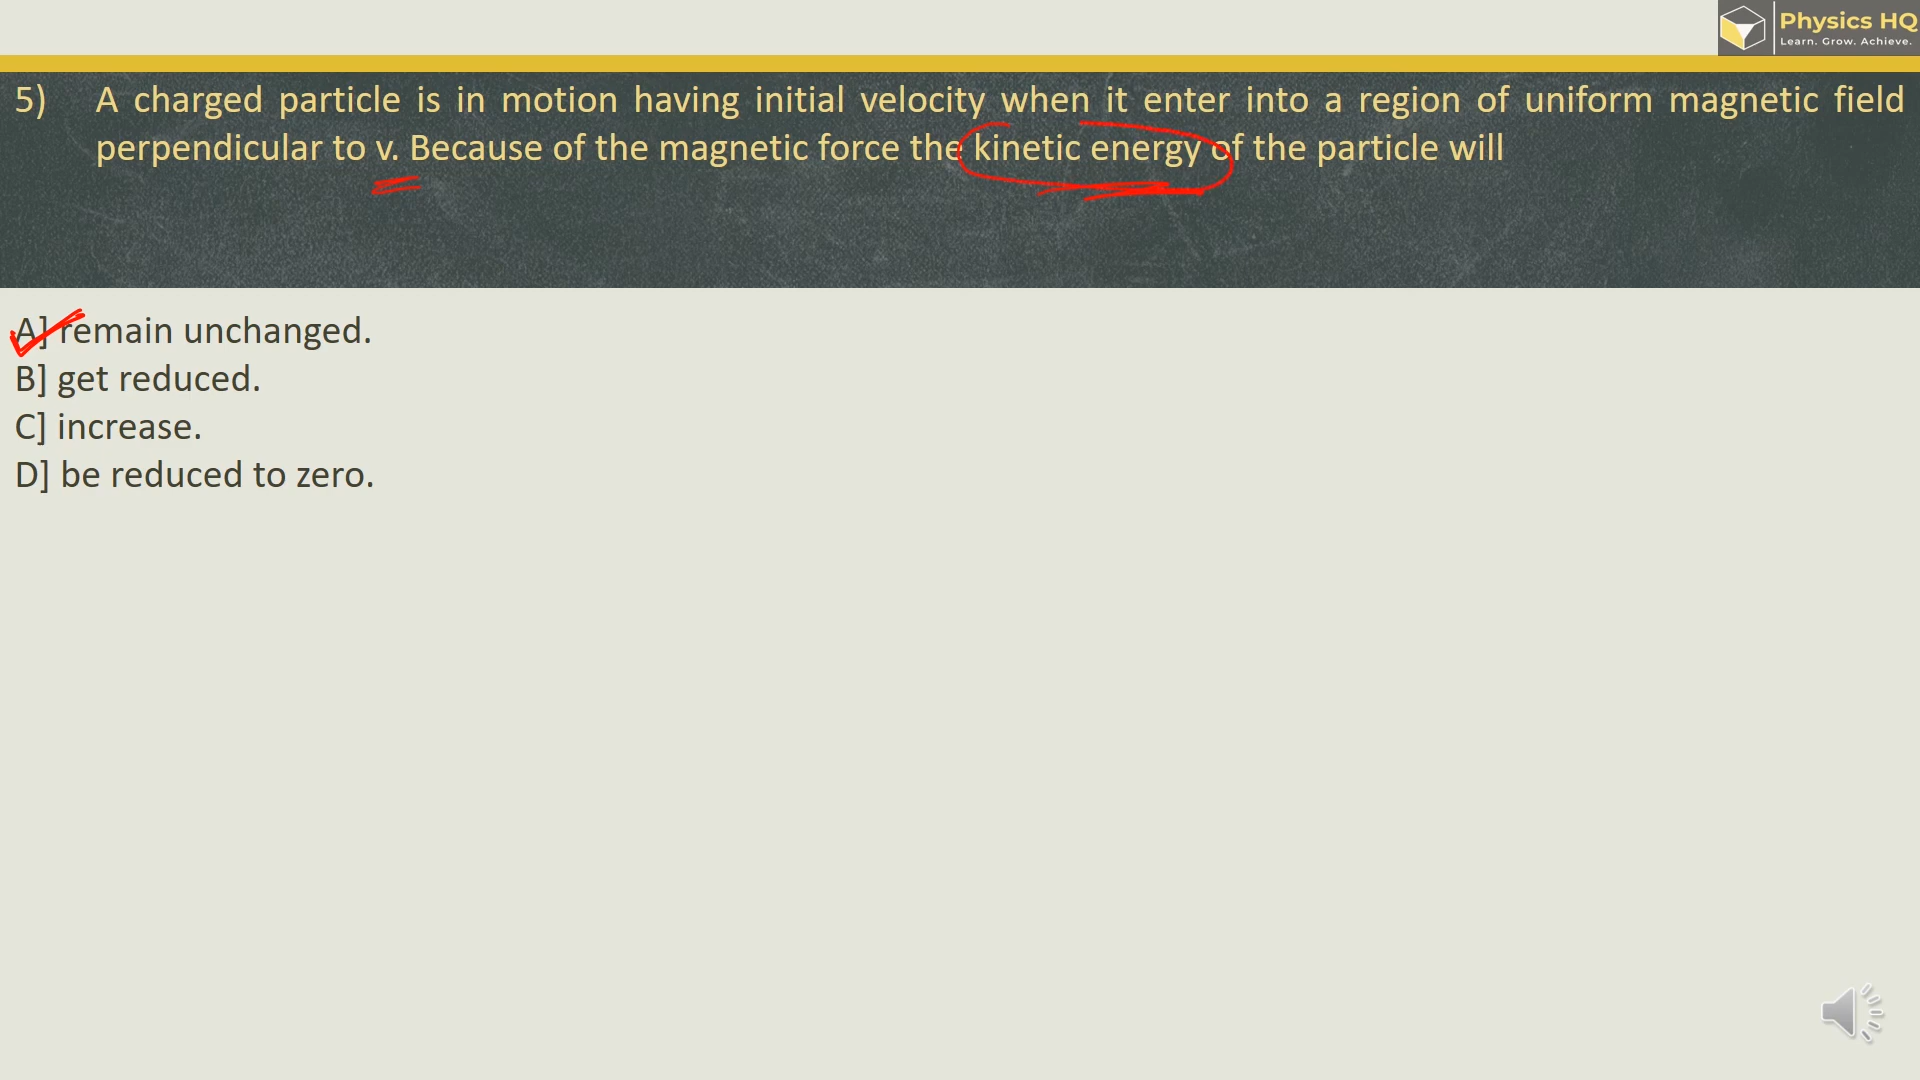 Physics HQ
Learn. Grow. Achieve.
5) A charged particle is in motion having initial velocity when it enter into a region of uniform magnetic field
perpendicular to v. Because of the magnetic force the kinetic energy of the particle will
A] remain unchanged.
B] get reduced.
C] increase.
D] be reduced to zero.